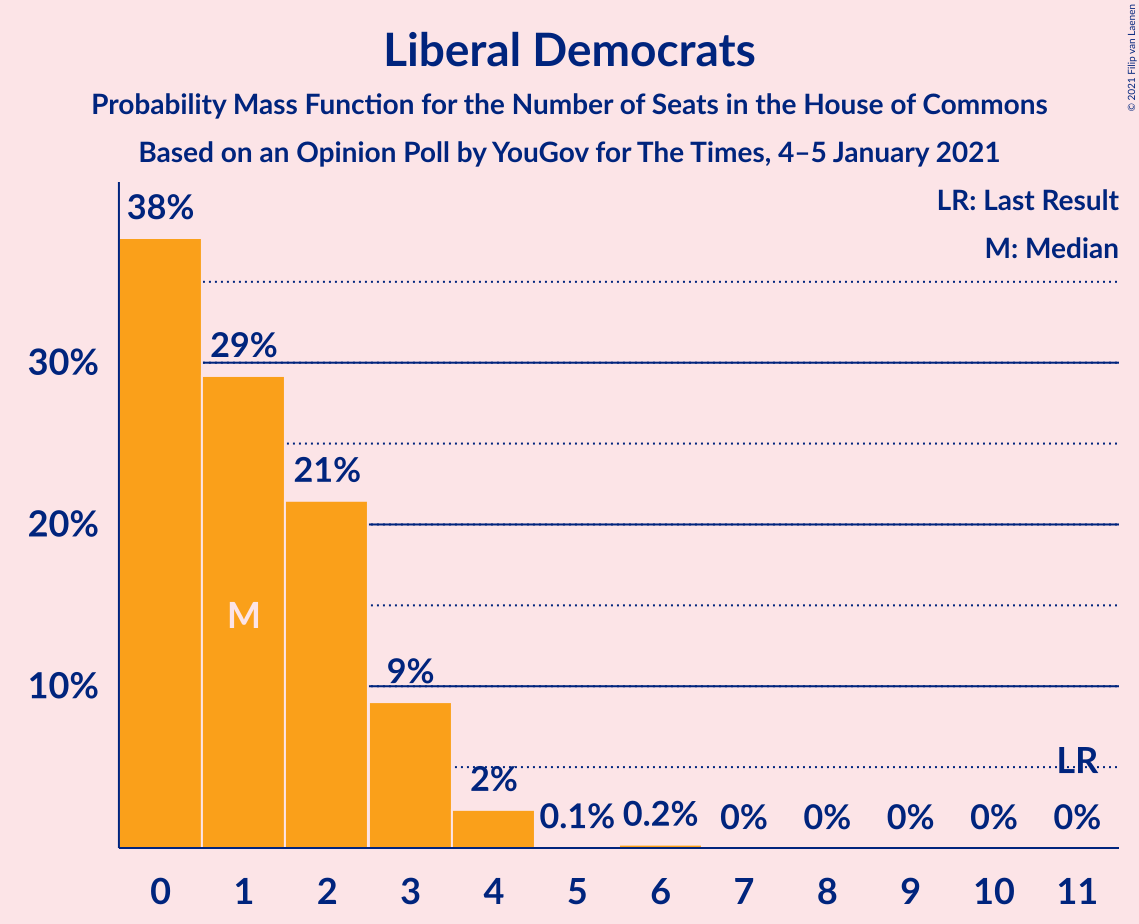 Liberal Democrats
Probability Mass Function for the Number of Seats in the House of Commons
Based on an Opinion Poll by YouGov for The Times, 4–5 January 2021
© 2021 Filip van Laenen
LR: Last Result
M: Median
38%
29%
21%
9%
2%
0.1%
0.2%
0%
0%
0%
0%
0%
LR
M
30%
20%
10%
0 1 2 3 4 5 6 7 8 9 10 11